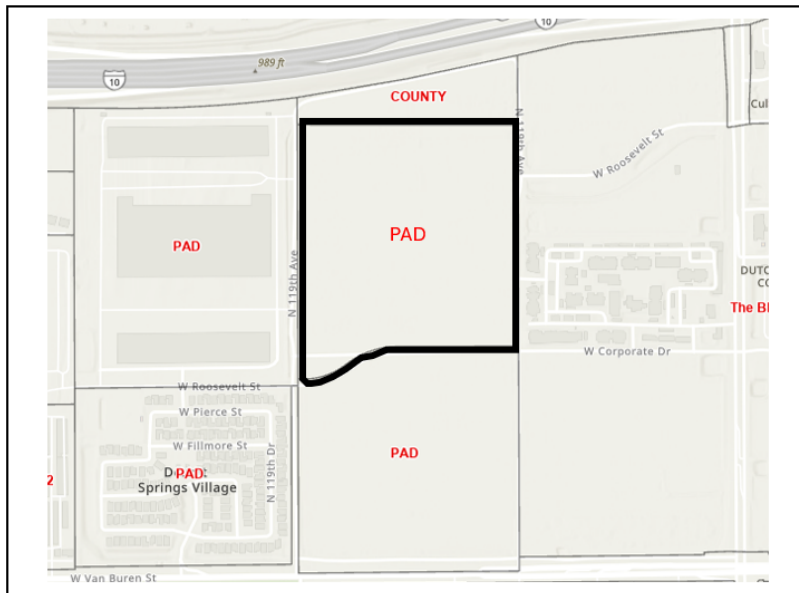 10
989 ft
10
COUNTY
Cul
N 119th Ave
N 118th Ave
W Roosevelt St
PAD
PAD
DUTC
CO
The Bl
W Corporate Dr
W Roosevelt St
W Pierce St
W Fillmore St
N 119th Dr
PAD
PAD
2
Springs Village
W Van Buren St